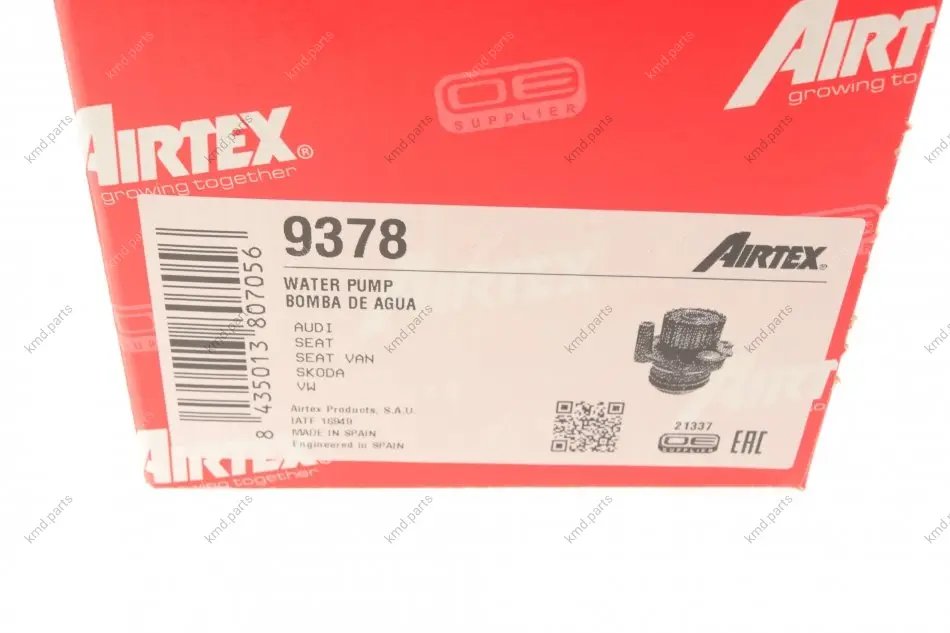 AIRTEX®
growing together
OE
SUPPLIER
AIRT
growing to
9378
AIRTEX®
WATER PUMP
BOMBA DE AGUA
AUDI
SEAT
SEAT VAN
SKODA
VW
Airtex Products, S.A.U.
IATF 16949
MADE IN SPAIN
Engineered in SPAIN
8 435013 807056
21337
OE
SUPPLIER
EAC
AIRTEX
growing together
kmd.parts